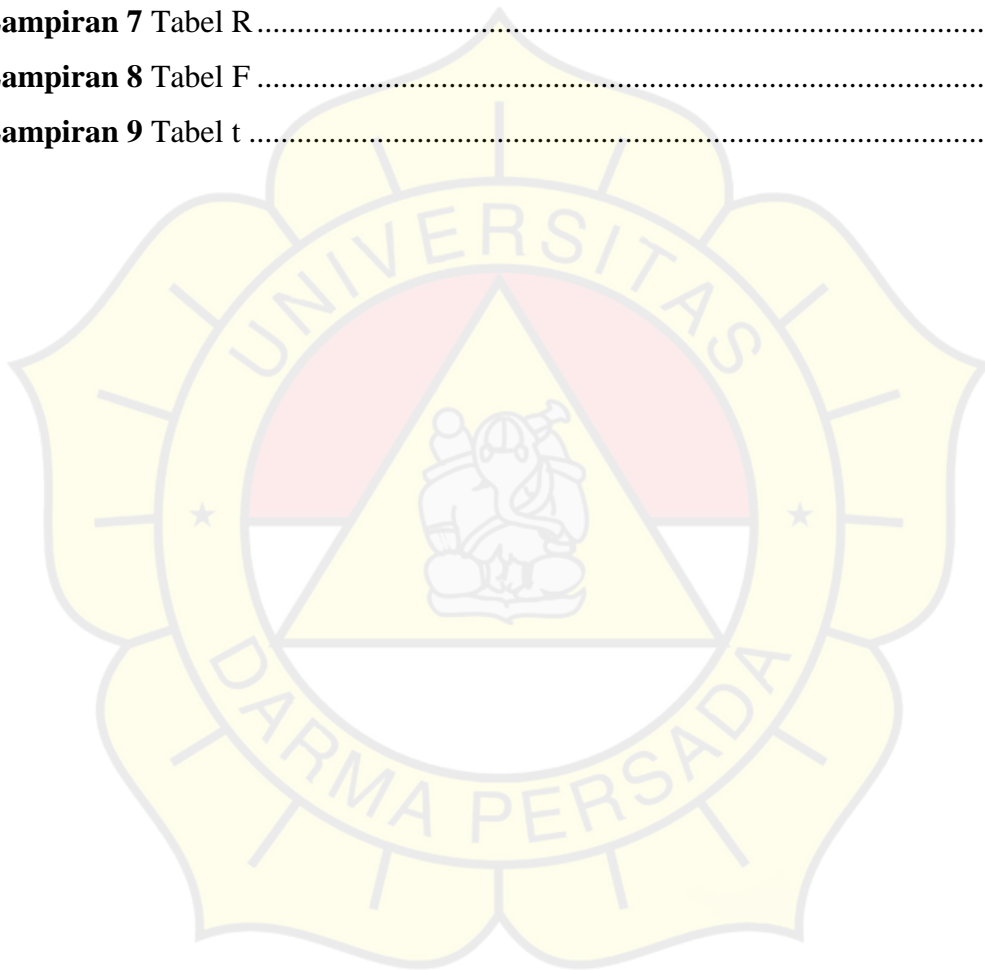 ampiran 7 Tabel R....................................................................................
ampiran 8 Tabel F....................................................................................
ampiran 9 Tabel t....................................................................................
UNIVERSITAS
DARMA PERSADA